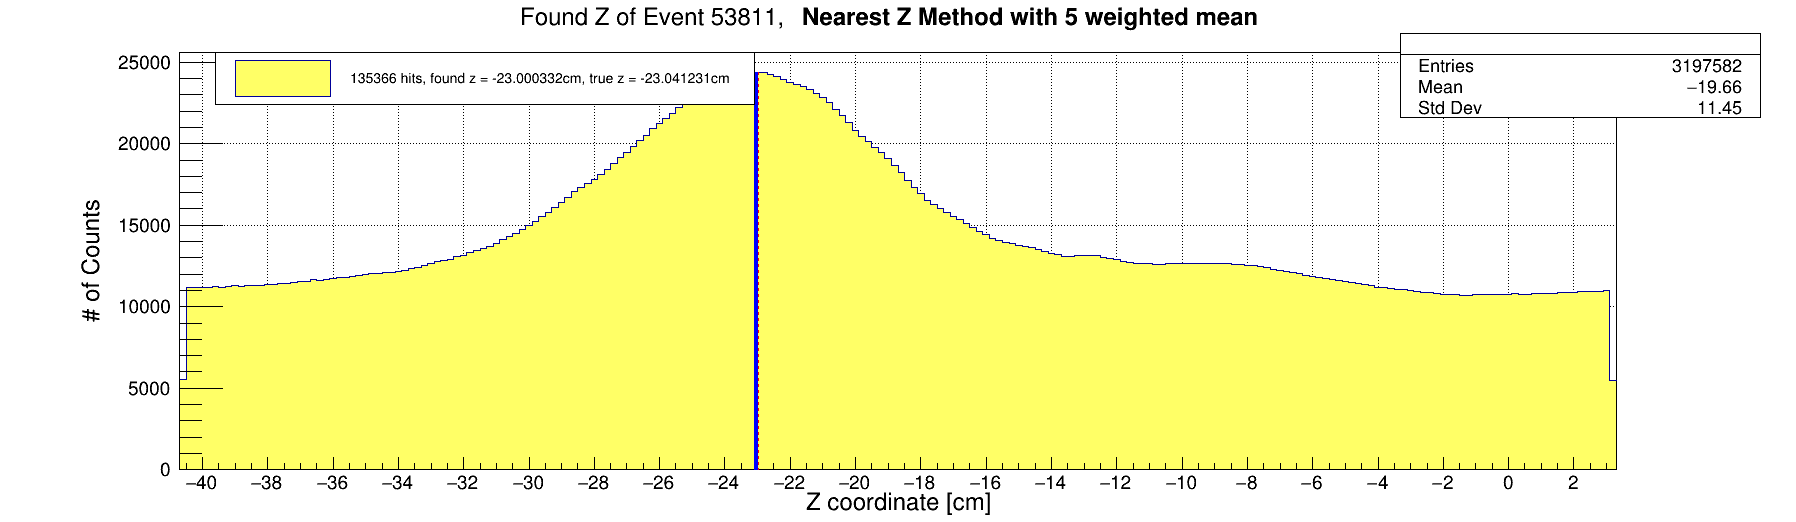 Found Z of Event 53811, Nearest Z Method with 5 weighted mean
135366 hits, found z = -23.000332cm, true z = -23.041231cm
Entries 3197582
Mean −19.66
Std Dev 11.45
# of Counts
25000
20000
15000
10000
5000
0
−40 −38 −36 −34 −32 −30 −28 −26 −24 −22 −20 −18 −16 −14 −12 −10 −8 −6 −4 −2 0 2
Z coordinate [cm]